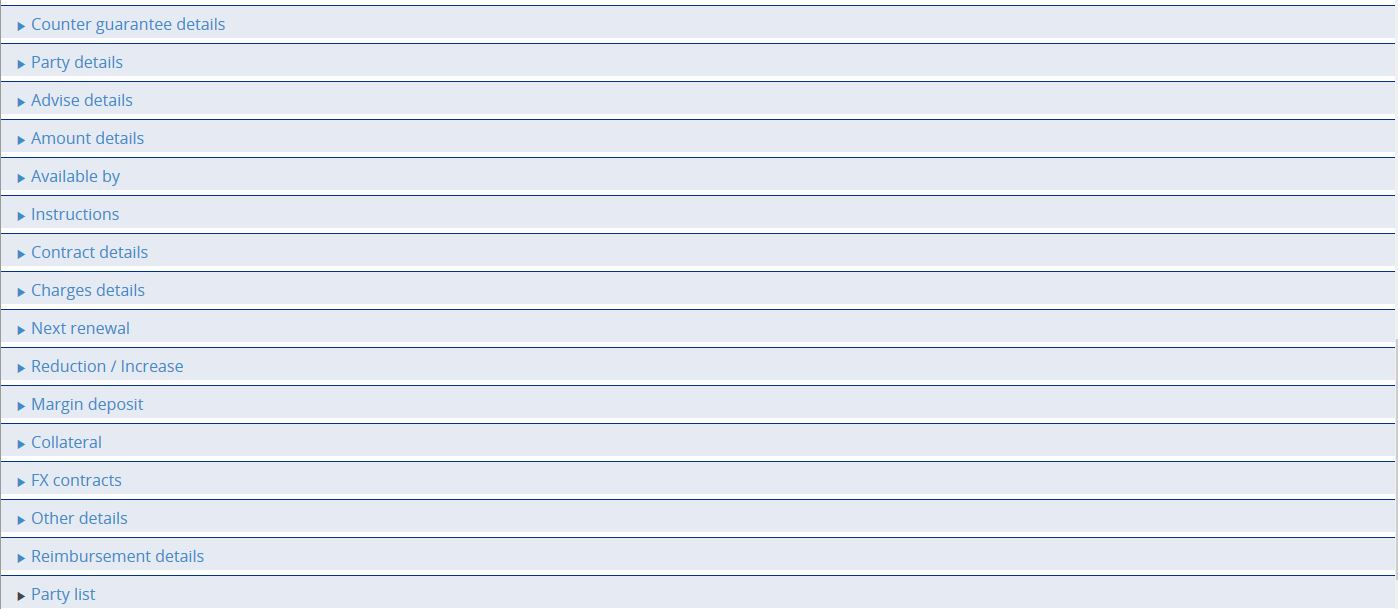 Counter guarantee details
Party details
Advise details
Amount details
Available by
Instructions
Contract details
Charges details
Next renewal
Reduction / Increase
Margin deposit
Collateral
FX contracts
Other details
Reimbursement details
Party list